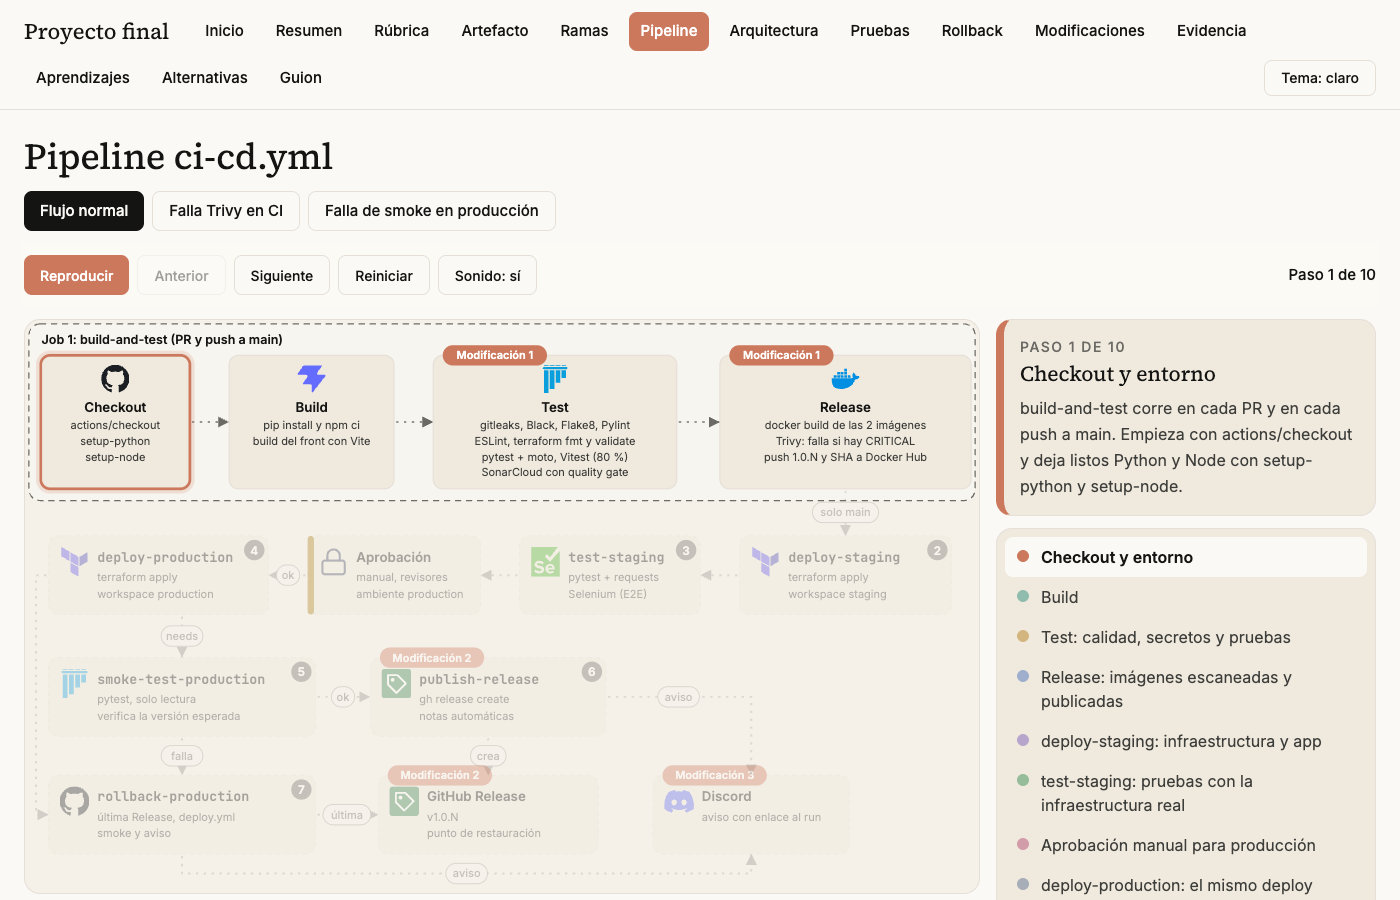 Proyecto final
Inicio
Resumen
Rúbrica
Artefacto
Ramas
Pipeline
Arquitectura
Pruebas
Rollback
Modificaciones
Evidencia
Aprendizajes
Alternativas
Guion
Tema: claro
Pipeline ci-cd.yml
Flujo normal
Falla Trivy en CI
Falla de smoke en producción
Reproducir
Anterior
Siguiente
Reiniciar
Sonido: sí
Paso 1 de 10
Job 1: build-and-test (PR y push a main)
Checkout
actions/checkout
setup-python
setup-node
Build
pip install y npm ci
build del front con Vite
Modificación 1
Test
gitleaks, Black, Flake8, Pylint
ESLint, terraform fmt y validate
pytest + moto, Vitest (80 %)
SonarCloud con quality gate
Modificación 1
Release
docker build de las 2 imágenes
Trivy: falla si hay CRITICAL
push 1.0.N y SHA a Docker Hub
solo main
deploy-production
4
terraform apply
workspace production
ok
Aprobación
manual, revisores
ambiente production
Se
test-staging
3
pytest + requests
Selenium (E2E)
deploy-staging
2
terraform apply
workspace staging
needs
smoke-test-production
5
pytest, solo lectura
verifica la versión esperada
ok
Modificación 2
publish-release
6
gh release create
notas automáticas
aviso
falla
crea
rollback-production
7
última Release, deploy.yml
smoke y aviso
última
Modificación 2
GitHub Release
v1.0.N
punto de restauración
Modificación 3
Discord
aviso con enlace al run
aviso
PASO 1 DE 10
Checkout y entorno
build-and-test corre en cada PR y en cada
push a main. Empieza con actions/checkout
y deja listos Python y Node con setup-
python y setup-node.
Checkout y entorno
Build
Test: calidad, secretos y pruebas
Release: imágenes escaneadas y
publicadas
deploy-staging: infraestructura y app
test-staging: pruebas con la
infraestructura real
Aprobación manual para producción
deploy-production: el mismo deploy